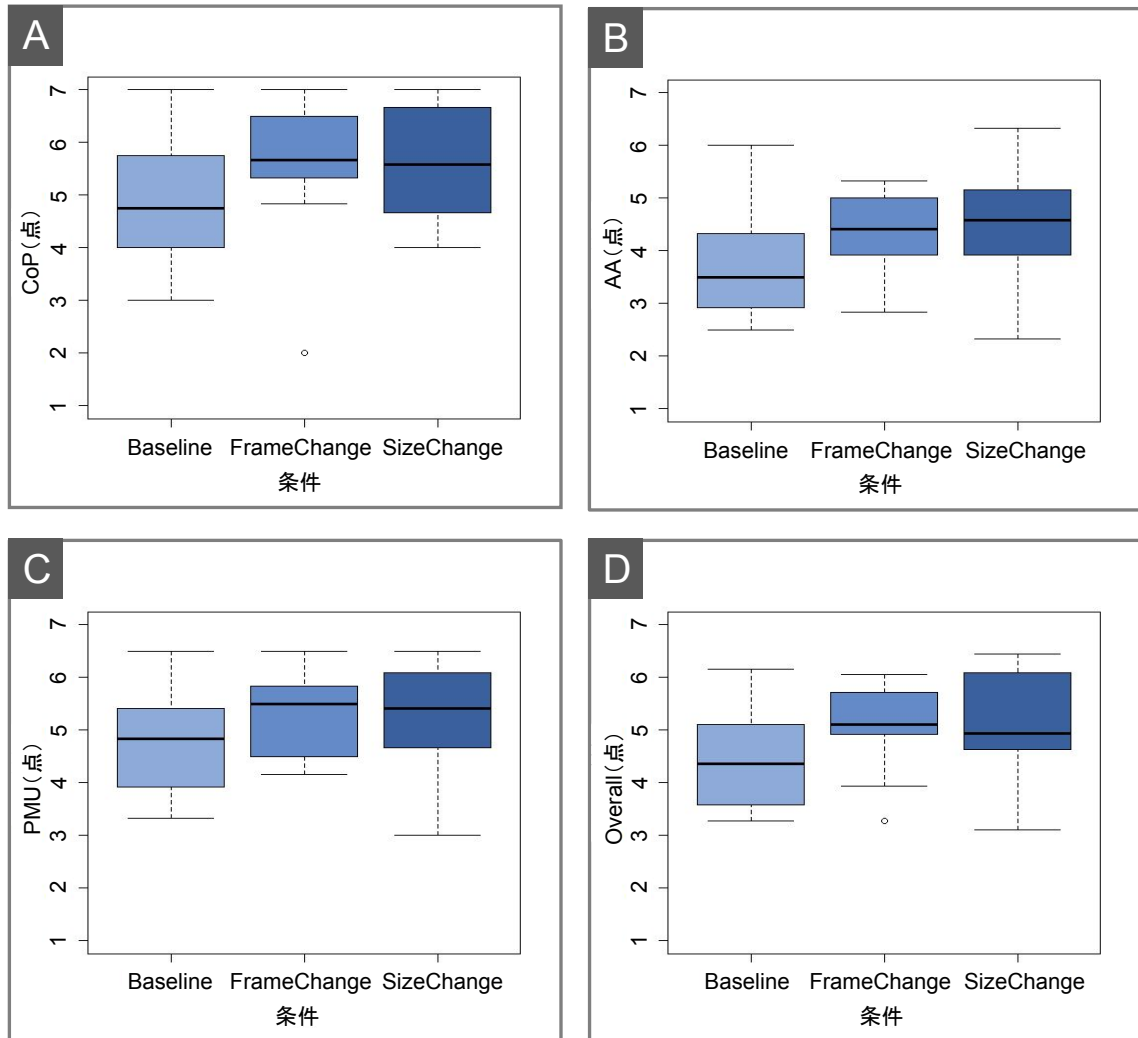 A
CoP(点)
7
6
5
4
3
2
1
Baseline FrameChange SizeChange
条件
B
AA(点)
7
6
5
4
3
2
1
Baseline FrameChange SizeChange
条件
C
PMU(点)
7
6
5
4
3
2
1
Baseline FrameChange SizeChange
条件
D
Overall(点)
7
6
5
4
3
2
1
Baseline FrameChange SizeChange
条件